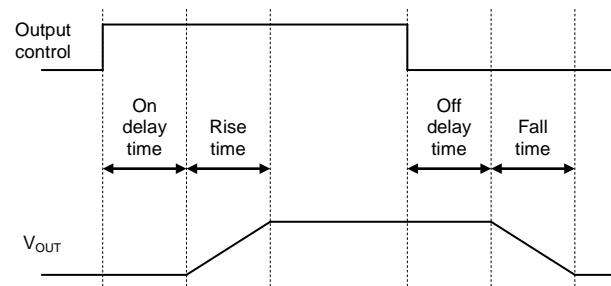 Output
control
On
delay
time
Rise
time
Off
delay
time
Fall
time
VOUT